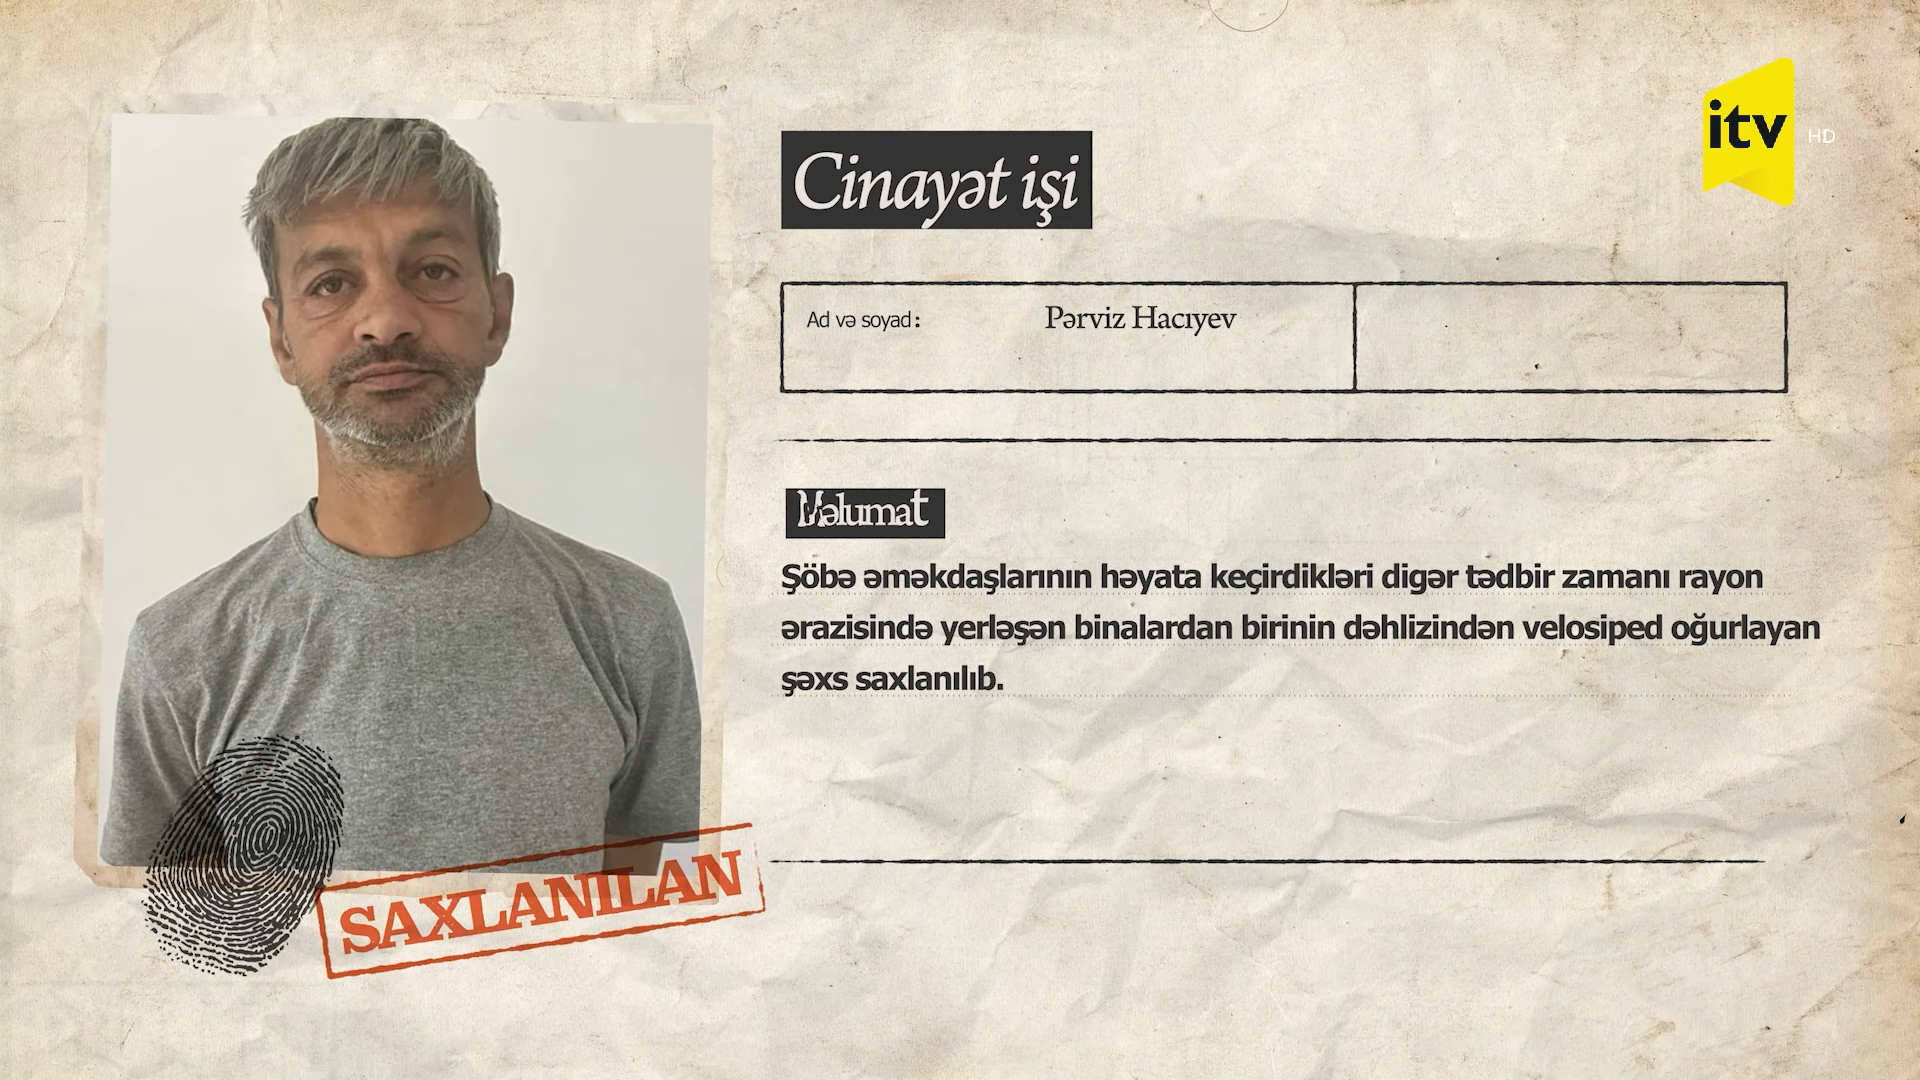 itv HD
Cinayət işi
Ad və soyad: Pərviz Hacıyev
Məlumat
Şöbə əməkdaşlarının həyata keçirdikləri digər tədbir zamanı rayon
ərazisində yerləşən binalardan birinin dəhlizindən velosiped oğurlayan
şəxs saxlanılıb.
SAXLANILAN